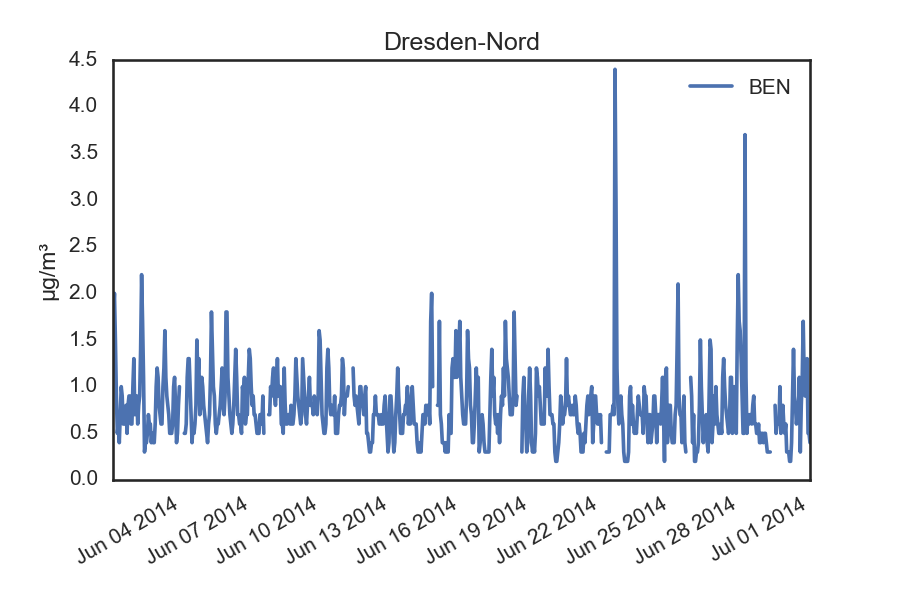 Dresden-Nord
4.5
4.0
3.5
3.0
2.5
2.0
1.5
1.0
0.5
0.0
µg/m³
BEN
Jun 04 2014
Jun 07 2014
Jun 10 2014
Jun 13 2014
Jun 16 2014
Jun 19 2014
Jun 22 2014
Jun 25 2014
Jun 28 2014
Jul 01 2014